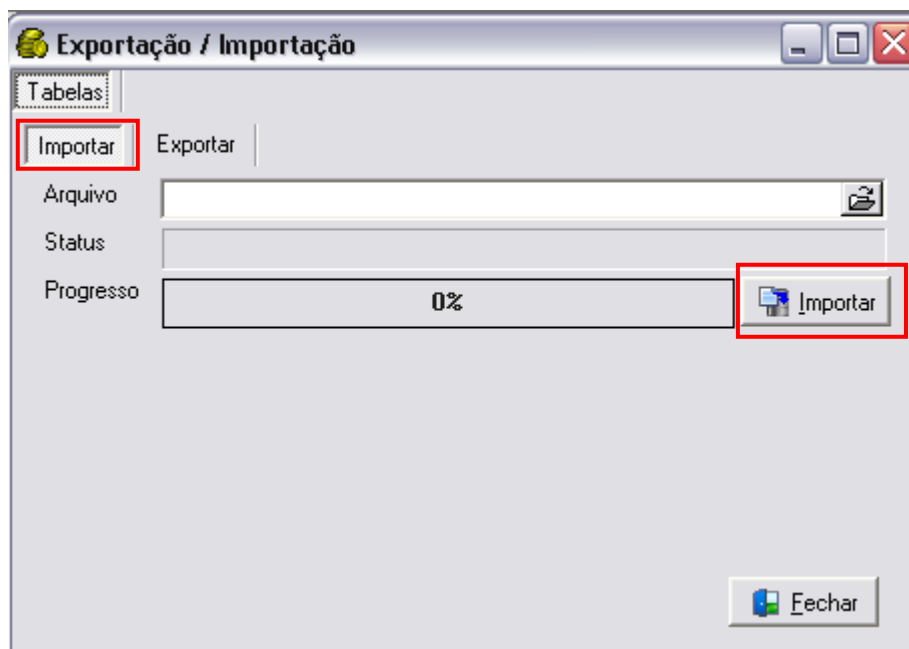 Exportação / Importação
Tabelas
Importar Exportar
Arquivo
Status
Progresso 0% Importar
Fechar